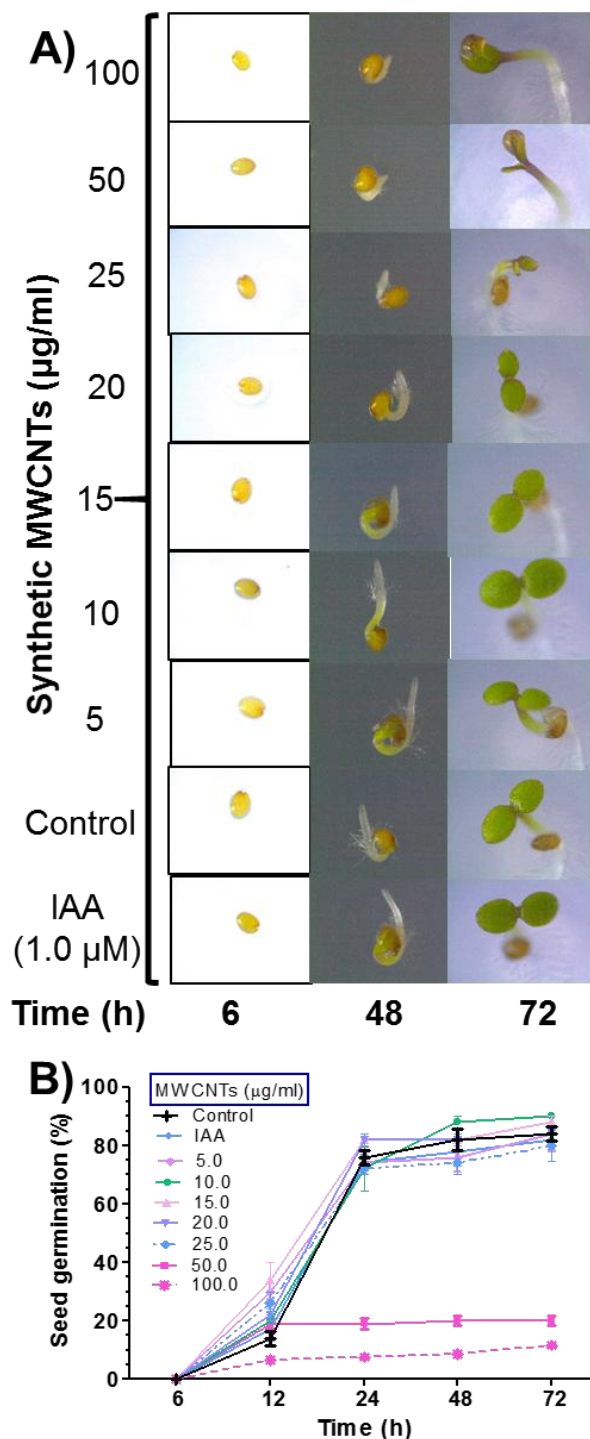 A)
Synthetic MWCNTs (µg/ml)
100
50
25
20
15
10
5
Control
IAA
(1.0 µM)
Time (h) 6 48 72
B)
MWCNTs (µg/ml)
Control
IAA
5.0
10.0
15.0
20.0
25.0
50.0
100.0
Seed germination (%)
100
80
60
40
20
0
6 12 24 48 72
Time (h)